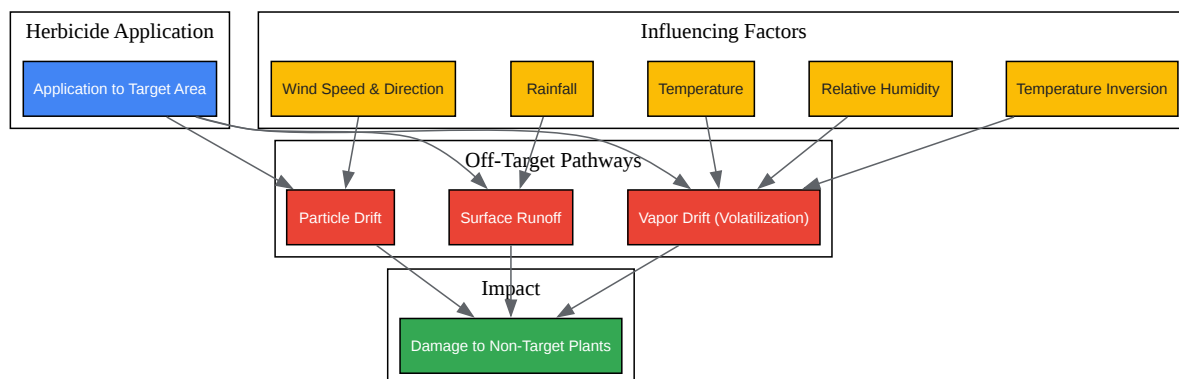 Herbicide Application
Influencing Factors
Application to Target Area
Wind Speed & Direction
Rainfall
Temperature
Relative Humidity
Temperature Inversion
Off-Target Pathways
Particle Drift
Surface Runoff
Vapor Drift (Volatilization)
Impact
Damage to Non-Target Plants